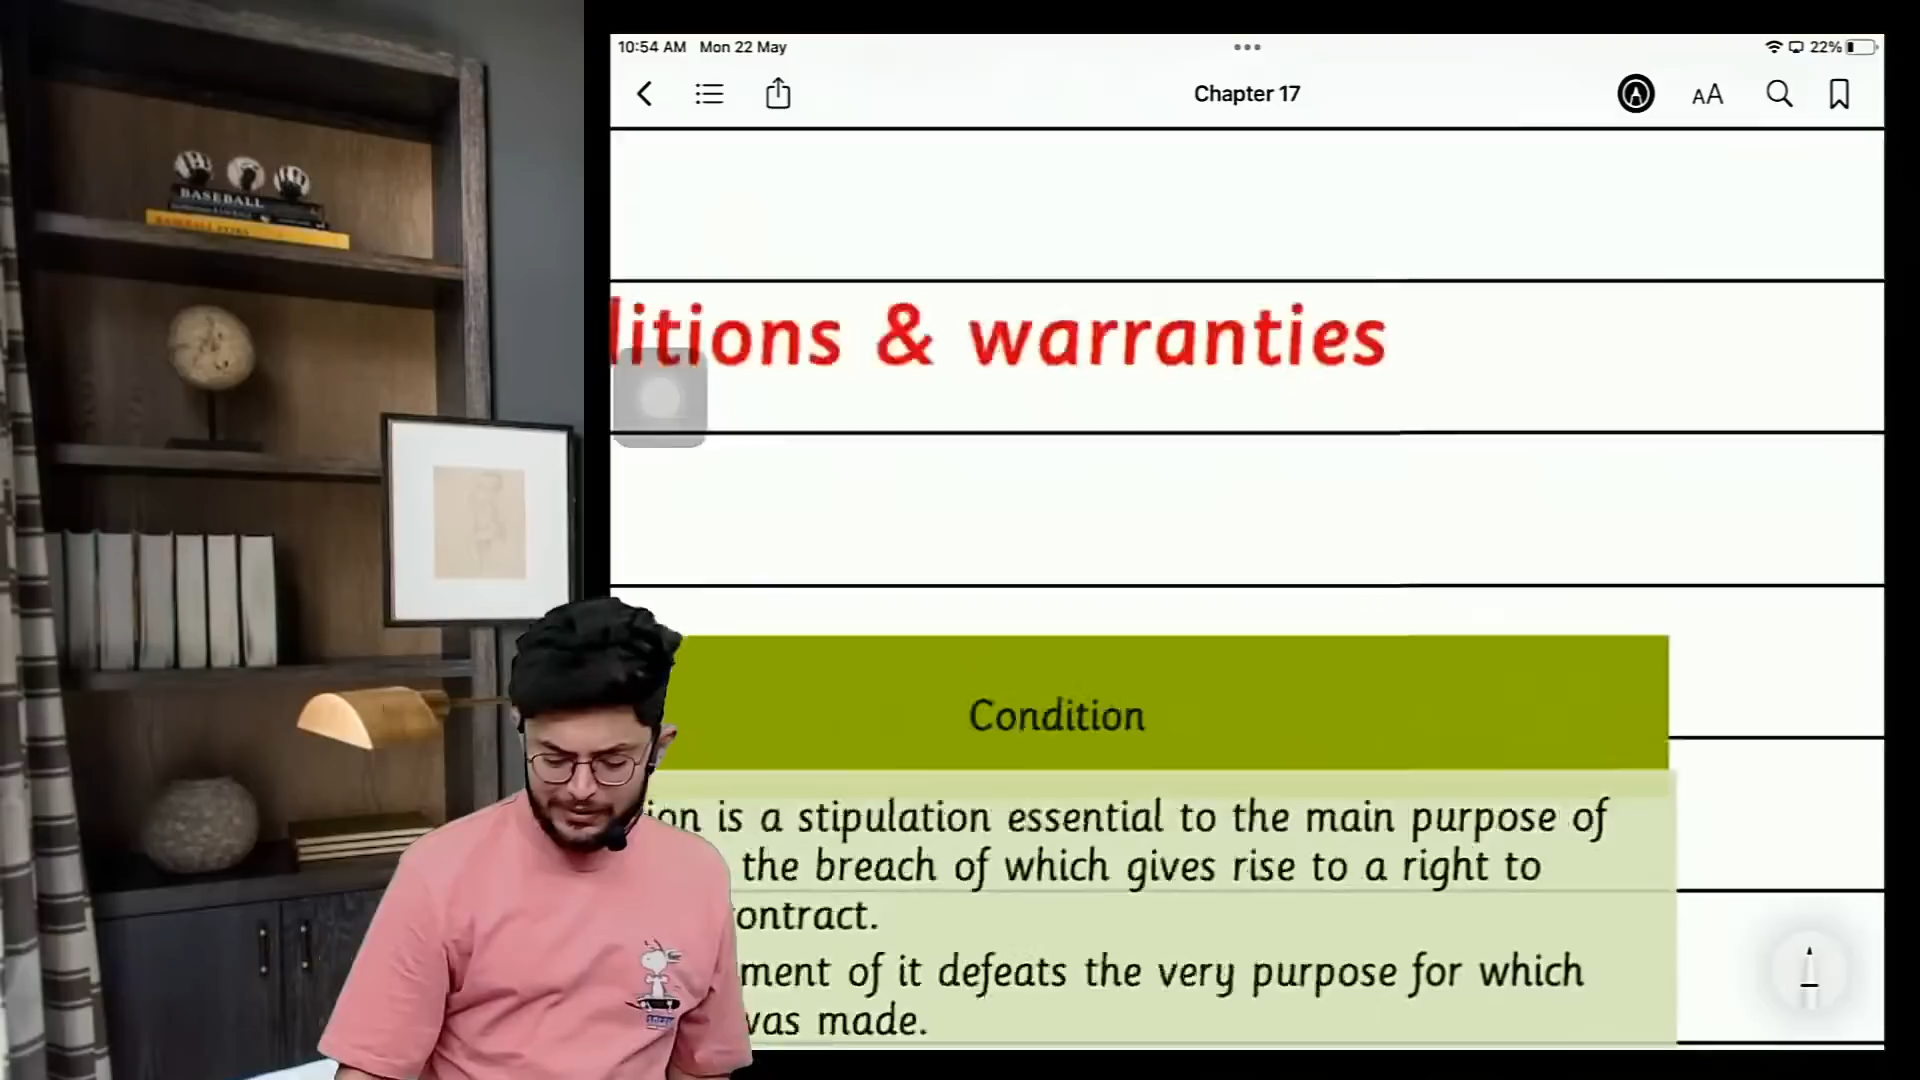 10:54 AM Mon 22 May
22%
Chapter 17
AA
litions & warranties
Condition
ion is a stipulation essential to the main purpose of
the breach of which gives rise to a right to
ontract.
ment of it defeats the very purpose for which
was made.
BASEBALL